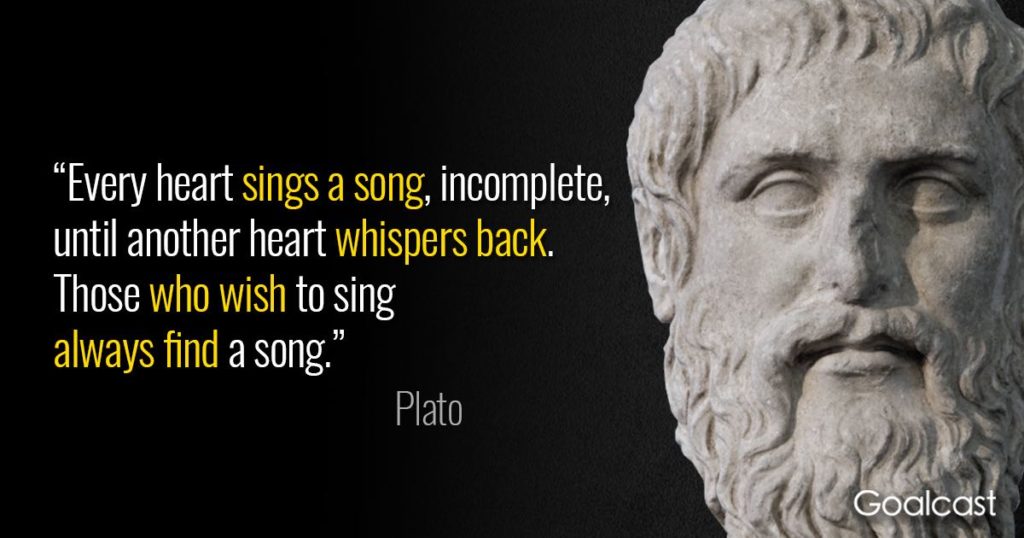 “Every heart sings a song, incomplete,
until another heart whispers back.
Those who wish to sing
always find a song.”
Plato
Goalcast